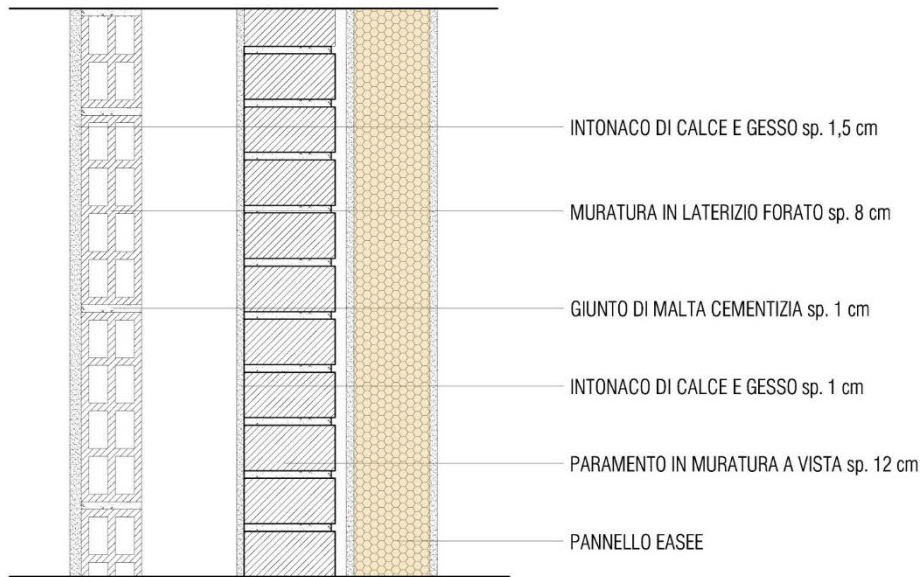 INTONACO DI CALCE E GESSO sp. 1,5 cm
MURATURA IN LATERIZIO FORATO sp. 8 cm
GIUNTO DI MALTA CEMENTIZIA sp. 1 cm
INTONACO DI CALCE E GESSO sp. 1 cm
PARAMENTO IN MURATURA A VISTA sp. 12 cm
PANNELLO EASEE